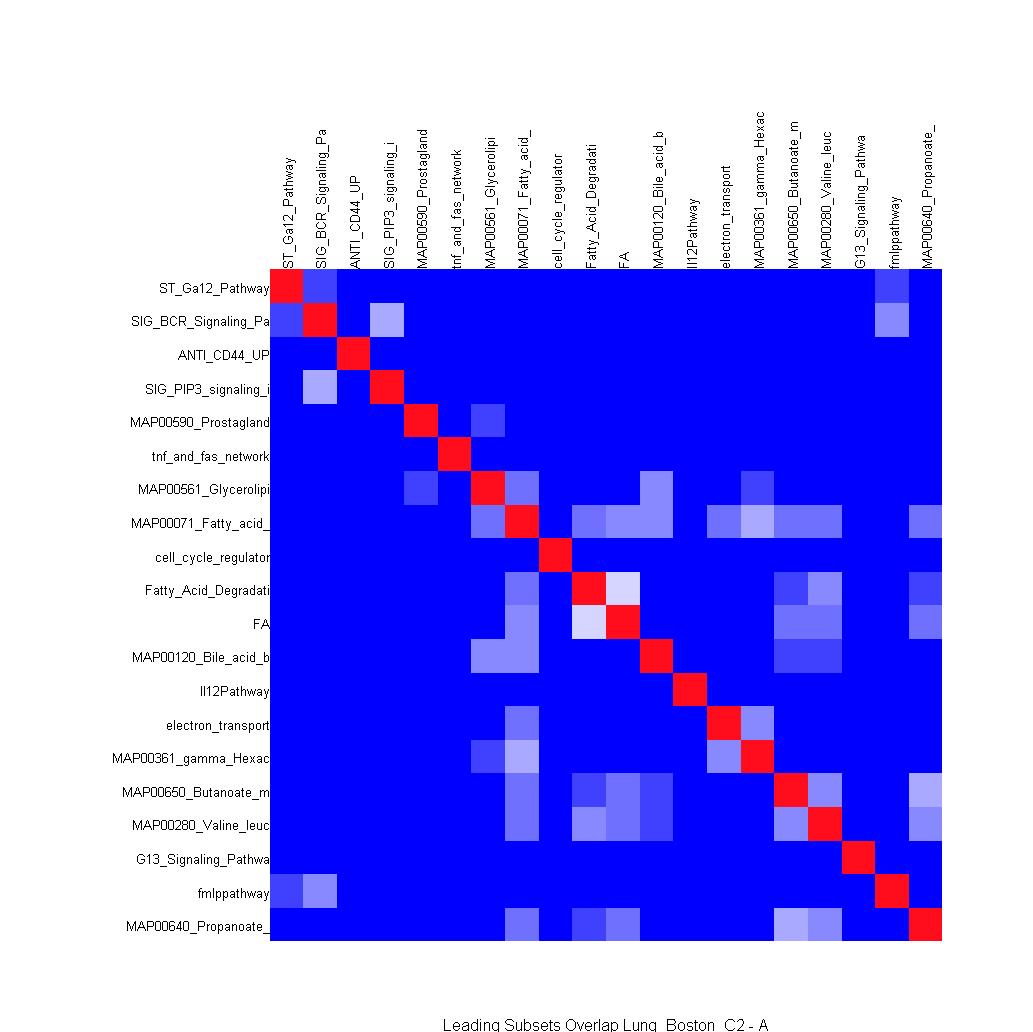 ST_Ga12_Pathway
SIG_BCR_Signaling_Pa
ANTI_CD44_UP
SIG_PIP3_signaling_i
MAP00590_Prostagland
tnf_and_fas_network
MAP00561_Glycerolipi
MAP00071_Fatty_acid_
cell_cycle_regulator
Fatty_Acid_Degradati
FA
MAP00120_Bile_acid_b
Il12Pathway
electron_transport
MAP00361_gamma_Hexac
MAP00650_Butanoate_m
MAP00280_Valine_leuc
G13_Signaling_Pathwa
fmlppathway
MAP00640_Propanoate_
ST_Ga12_Pathway
SIG_BCR_Signaling_Pa
ANTI_CD44_UP
SIG_PIP3_signaling_i
MAP00590_Prostagland
tnf_and_fas_network
MAP00561_Glycerolipi
MAP00071_Fatty_acid_
cell_cycle_regulator
Fatty_Acid_Degradati
FA
MAP00120_Bile_acid_b
Il12Pathway
electron_transport
MAP00361_gamma_Hexac
MAP00650_Butanoate_m
MAP00280_Valine_leuc
G13_Signaling_Pathwa
fmlppathway
MAP00640_Propanoate_
Leading Subsets Overlap Lung_Boston_C2 - A